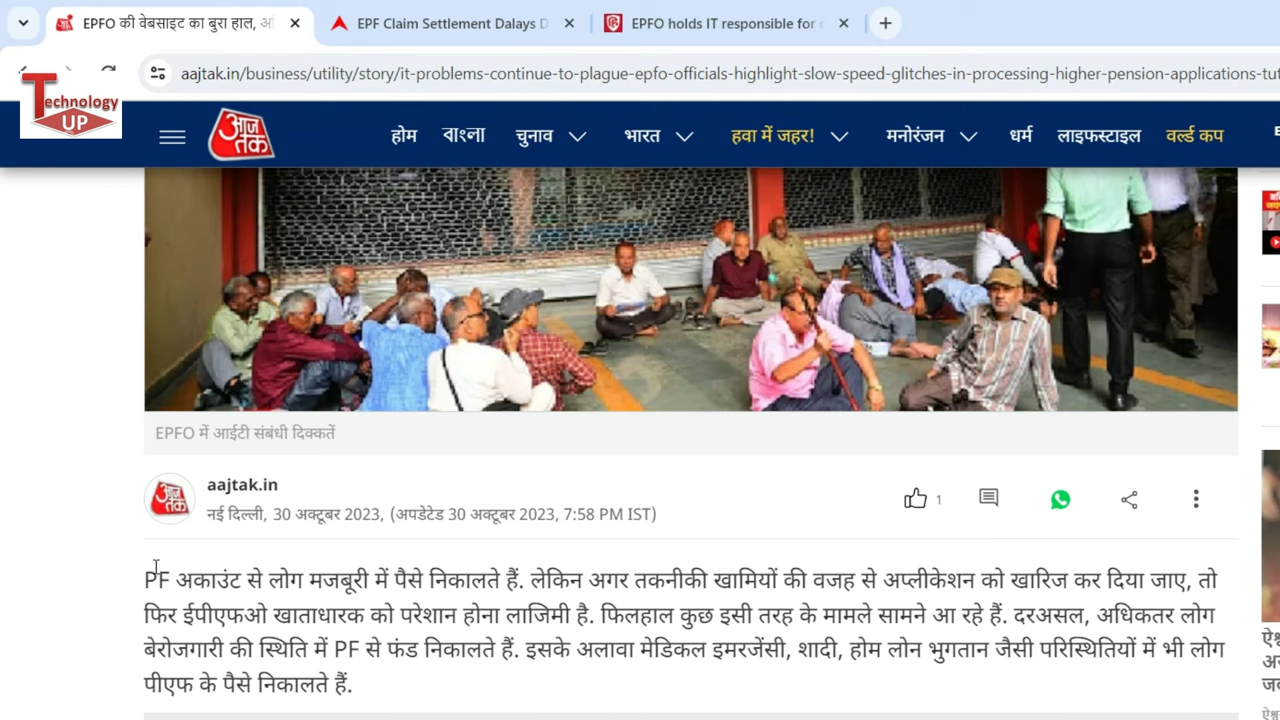 EPFO की वेबसाइट का बुरा हाल,
EPF Claim Settlement Dalays D
EPFO holds IT responsible for
aajtak.in/business/utility/story/it-problems-continue-to-plague-epfo-officials-highlight-slow-speed-glitches-in-processing-higher-pension-applications-tut
Technology
UP
आज
तक
होम বাংলা चुनाव भारत हवा में जहर! मनोरंजन धर्म लाइफस्टाइल वर्ल्ड कप
EPFO में आईटी संबंधी दिक्कतें
aajtak.in
1
नई दिल्ली, 30 अक्टूबर 2023, (अपडेटेड 30 अक्टूबर 2023, 7:58 PM IST)
PF अकाउंट से लोग मजबूरी में पैसे निकालते हैं. लेकिन अगर तकनीकी खामियों की वजह से अप्लीकेशन को खारिज कर दिया जाए, तो
फिर ईपीएफओ खाताधारक को परेशान होना लाजिमी है. फिलहाल कुछ इसी तरह के मामले सामने आ रहे हैं. दरअसल, अधिकतर लोग
बेरोजगारी की स्थिति में PF से फंड निकालते हैं. इसके अलावा मेडिकल इमरजेंसी, शादी, होम लोन भुगतान जैसी परिस्थितियों में भी लोग
पीएफ के पैसे निकालते हैं.